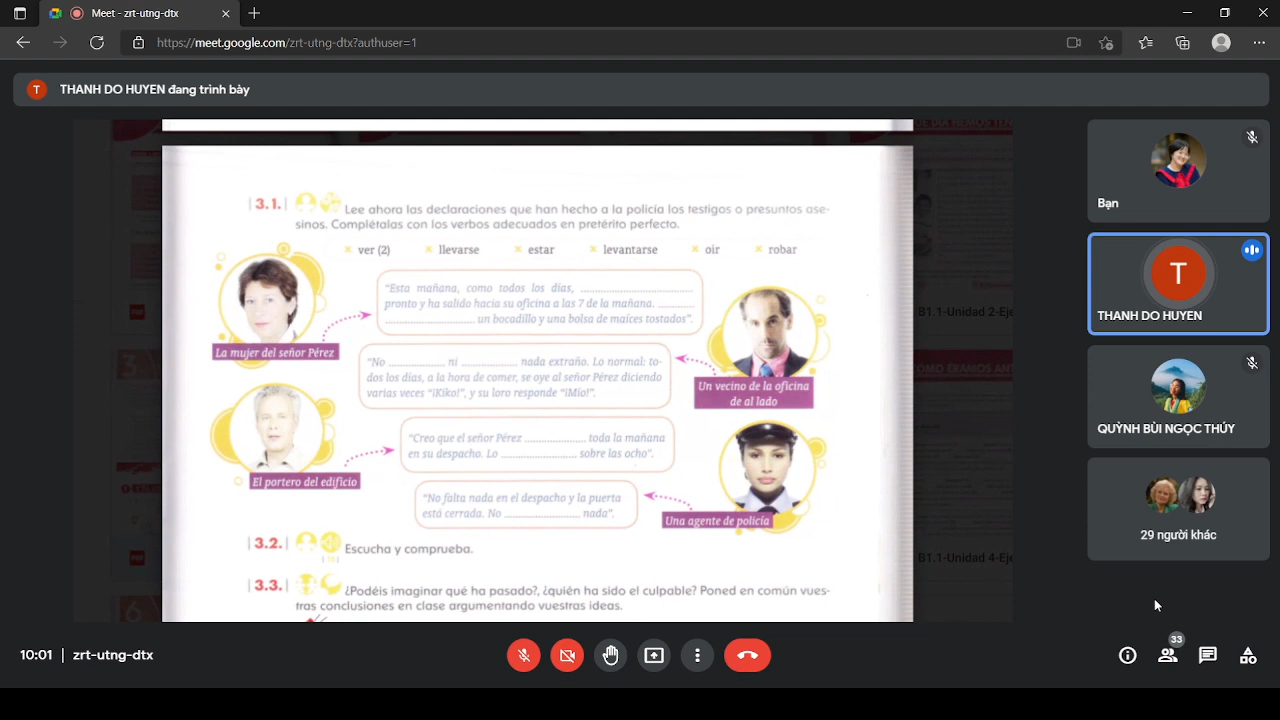 Meet - zrt-utng-dtx
https://meet.google.com/zrt-utng-dtx?authuser=1
T
THANH DO HUYEN đang trình bày
3.1.
Lee ahora las declaraciones que han hecho a la policía los testigos o presuntos ase-
sinos. Complétalas con los verbos adecuados en pretérito perfecto.
× ver (2) × llevarse × estar × levantarse × oír × robar
"Esta mañana, como todos los días, ..............................
pronto y ha salido hacia su oficina a las 7 de la mañana. ..........
........................ un bocadillo y una bolsa de maíces tostados".
La mujer del señor Pérez
"No ............... ni ............... nada extraño. Lo normal: to-
dos los días, a la hora de comer, se oye al señor Pérez diciendo
varias veces "¡Kiko!", y su loro responde "¡Mío!".
Un vecino de la oficina
de al lado
"Creo que el señor Pérez ................ toda la mañana
en su despacho. Lo .................... sobre las ocho".
El portero del edificio
"No falta nada en el despacho y la puerta
está cerrada. No .................... nada".
Una agente de policía
3.2.
Escucha y comprueba.
3.3.
¿Podéis imaginar qué ha pasado?, ¿quién ha sido el culpable? Poned en común vues-
tras conclusiones en clase argumentando vuestras ideas.
B1.1-Unidad 2-Eje
B1.1-Unidad 4-Eje
Bạn
T
THANH DO HUYEN
QUỲNH BÙI NGỌC THÚY
29 người khác
10:01 | zrt-utng-dtx
33